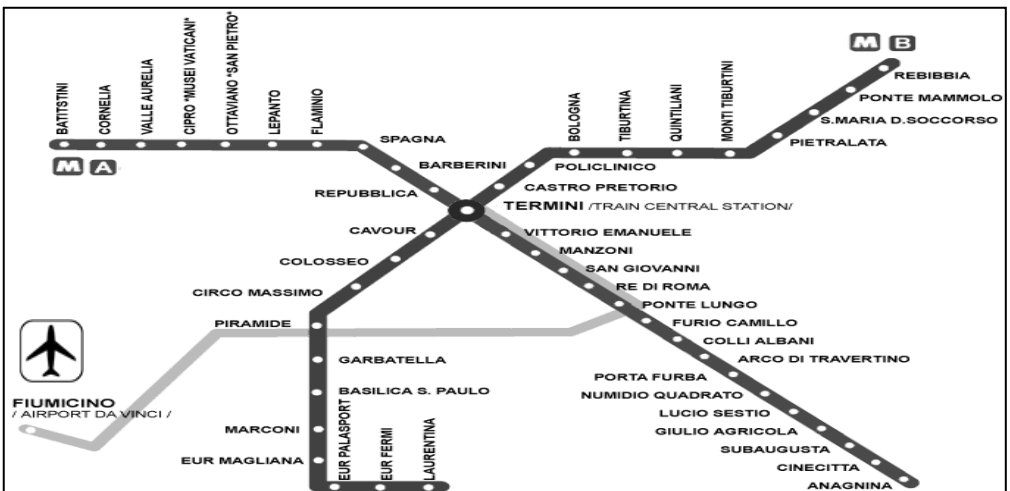 BATITSTINI
CORNELIA
VALLE AURELIA
CIPRO "MUSEI VATICANI"
OTTAVIANO "SAN PIETRO"
LEPANTO
FLAMINIO
SPAGNA
M A
BARBERINI
REPUBBLICA
M B
REBIBBIA
PONTE MAMMOLO
S.MARIA D.SOCCORSO
PIETRALATA
MONTI TIBURTINI
QUINTILIANI
TIBURTINA
BOLOGNA
POLICLINICO
CASTRO PRETORIO
TERMINI /TRAIN CENTRAL STATION/
CAVOUR
COLOSSEO
CIRCO MASSIMO
PIRAMIDE
GARBATELLA
BASILICA S. PAULO
MARCONI
EUR MAGLIANA
EUR PALASPORT
EUR FERMI
LAURENTINA
VITTORIO EMANUELE
MANZONI
SAN GIOVANNI
RE DI ROMA
PONTE LUNGO
FURIO CAMILLO
COLLI ALBANI
ARCO DI TRAVERTINO
PORTA FURBA
NUMIDIO QUADRATO
LUCIO SESTIO
GIULIO AGRICOLA
SUBAUGUSTA
CINECITTA
ANAGNINA
FIUMICINO
/ AIRPORT DA VINCI /